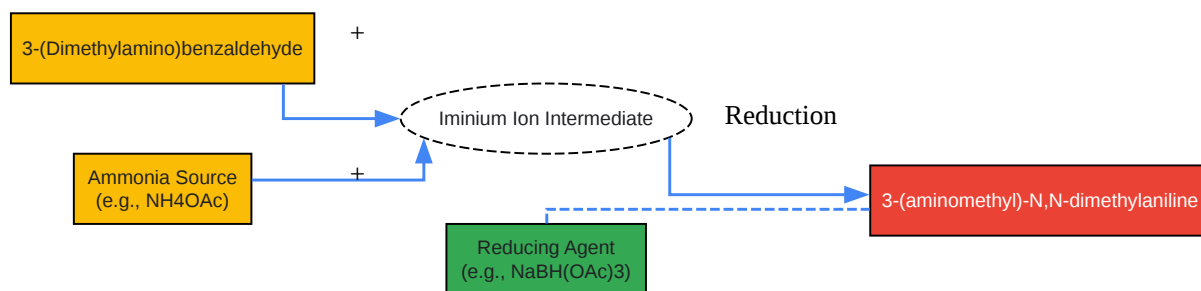 3-(Dimethylamino)benzaldehyde
+
Iminium Ion Intermediate
Reduction
Ammonia Source
(e.g., NH4OAc)
+
3-(aminomethyl)-N,N-dimethylaniline
Reducing Agent
(e.g., NaBH(OAc)3)